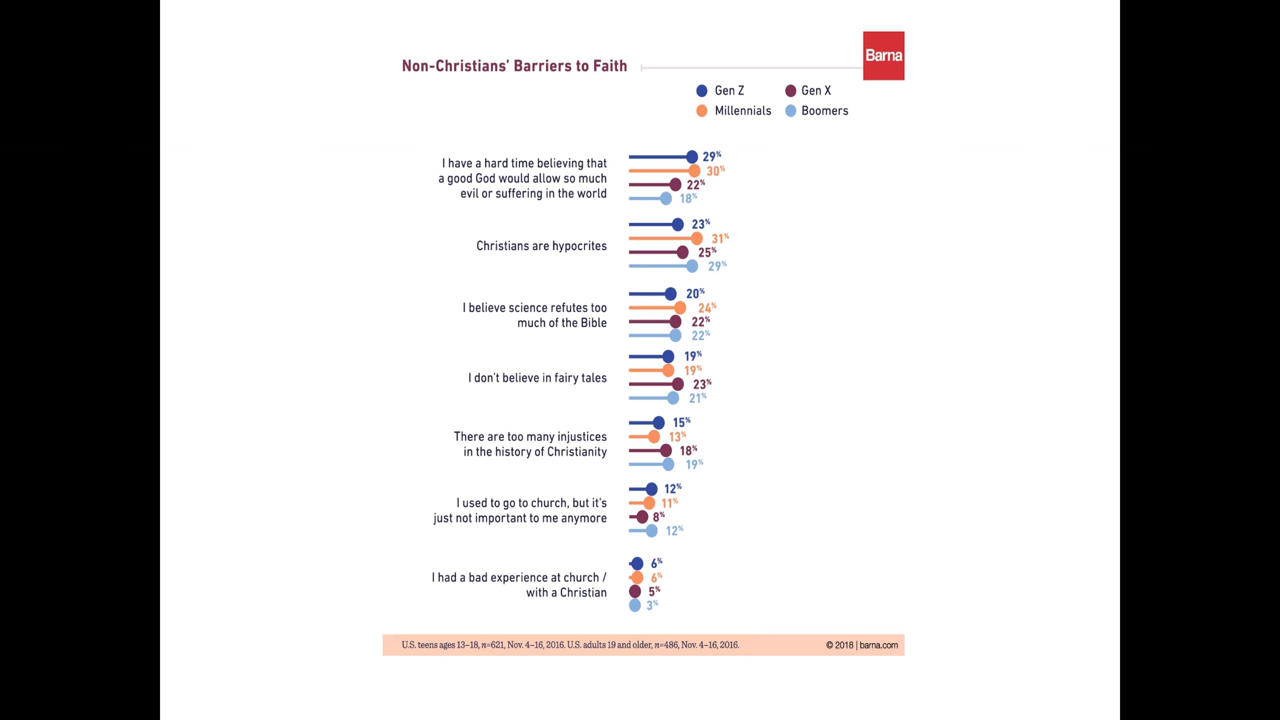 Barna
Non-Christians' Barriers to Faith
Gen Z
Gen X
Millennials
Boomers
I have a hard time believing that
a good God would allow so much
evil or suffering in the world
29%
30%
22%
18%
Christians are hypocrites
23%
31%
25%
29%
I believe science refutes too
much of the Bible
20%
24%
22%
22%
I don't believe in fairy tales
19%
19%
23%
21%
There are too many injustices
in the history of Christianity
15%
13%
18%
19%
I used to go to church, but it's
just not important to me anymore
12%
11%
8%
12%
I had a bad experience at church /
with a Christian
6%
6%
5%
3%
U.S. teens ages 13–18, n=621, Nov. 4–16, 2016. U.S. adults 19 and older, n=486, Nov. 4–16, 2016.
© 2018 | barna.com